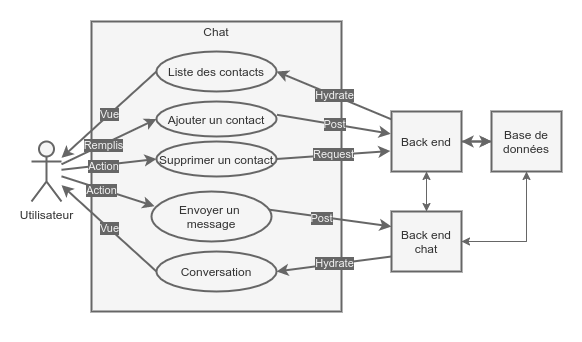 Chat
Liste des contacts
Hydrate
Vue
Ajouter un contact
Post
Remplis
Back end
Base de
données
Supprimer un contact
Request
Action
Action
Utilisateur
Envoyer un
message
Post
Vue
Back end
chat
Conversation
Hydrate